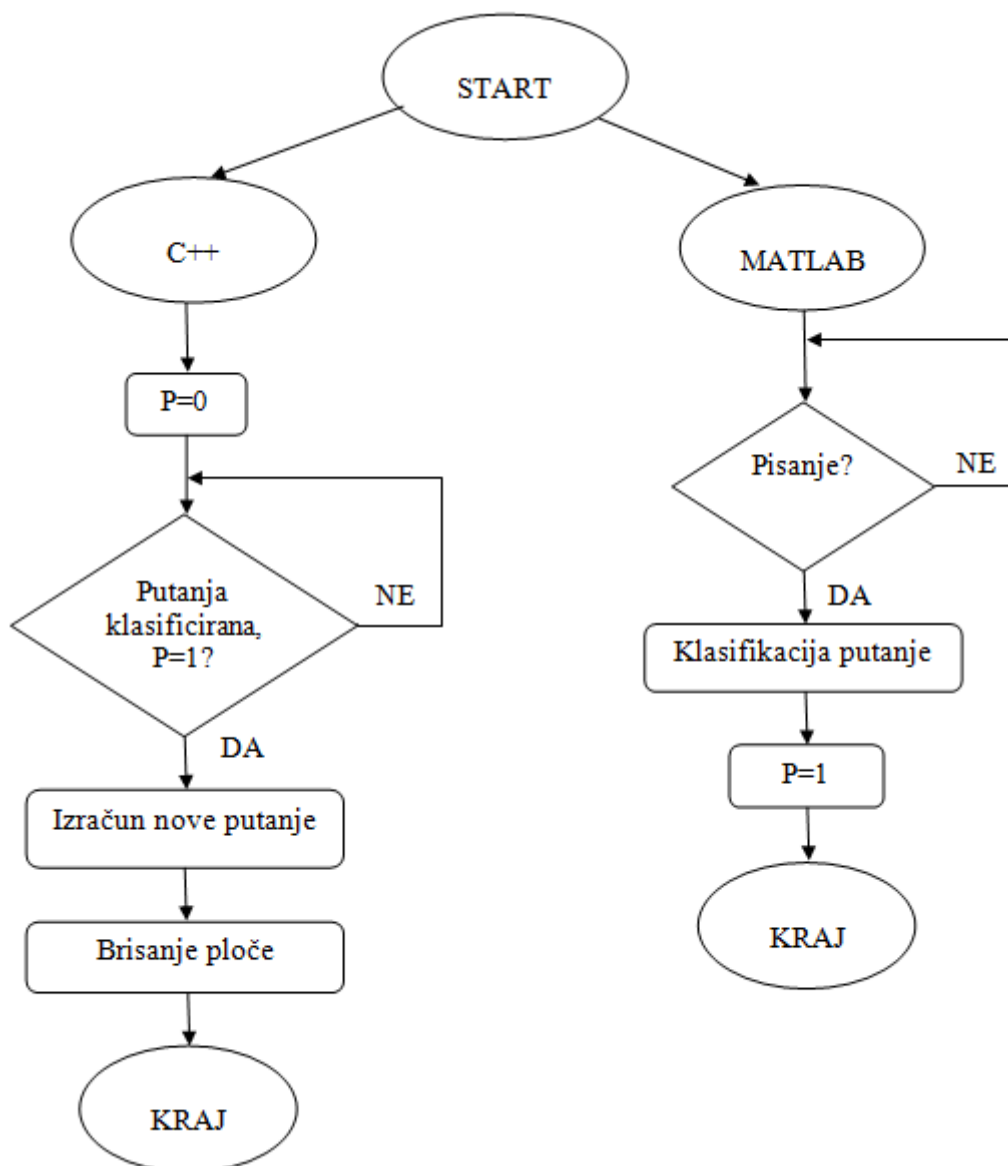 START
C++
P=0
Putanja
klasificirana,
P=1?
NE
DA
Izračun nove putanje
Brisanje ploče
KRAJ
MATLAB
Pisanje?
NE
DA
Klasifikacija putanje
P=1
KRAJ